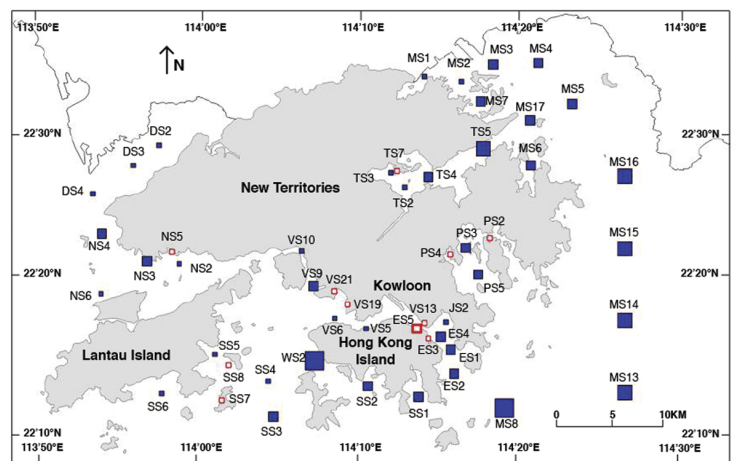 113°50'E 114°00'E 114°10'E 114°20'E 114°30'E
N
MS1 MS2 MS3 MS4
MS7 MS5
MS17
22°30'N DS2 TS5 22°30'N
DS3 TS7 MS6 MS16
TS3 TS4
DS4 New Territories TS2
NS4 NS5 VS10 PS3 PS2 MS15
PS4
NS3 NS2
22°20'N VS9 VS21 Kowloon PS5 22°20'N
NS6 VS19 VS13 JS2 MS14
VS6 VS5 ES5 ES4
Hong Kong ES3
Lantau Island SS5 WS2 Island ES1
SS8 SS4 ES2 MS13
SS6 SS7 SS2 SS1
SS3 MS8 0 5 10KM
22°10'N 22°10'N
113°50'E 114°00'E 114°10'E 114°20'E 114°30'E